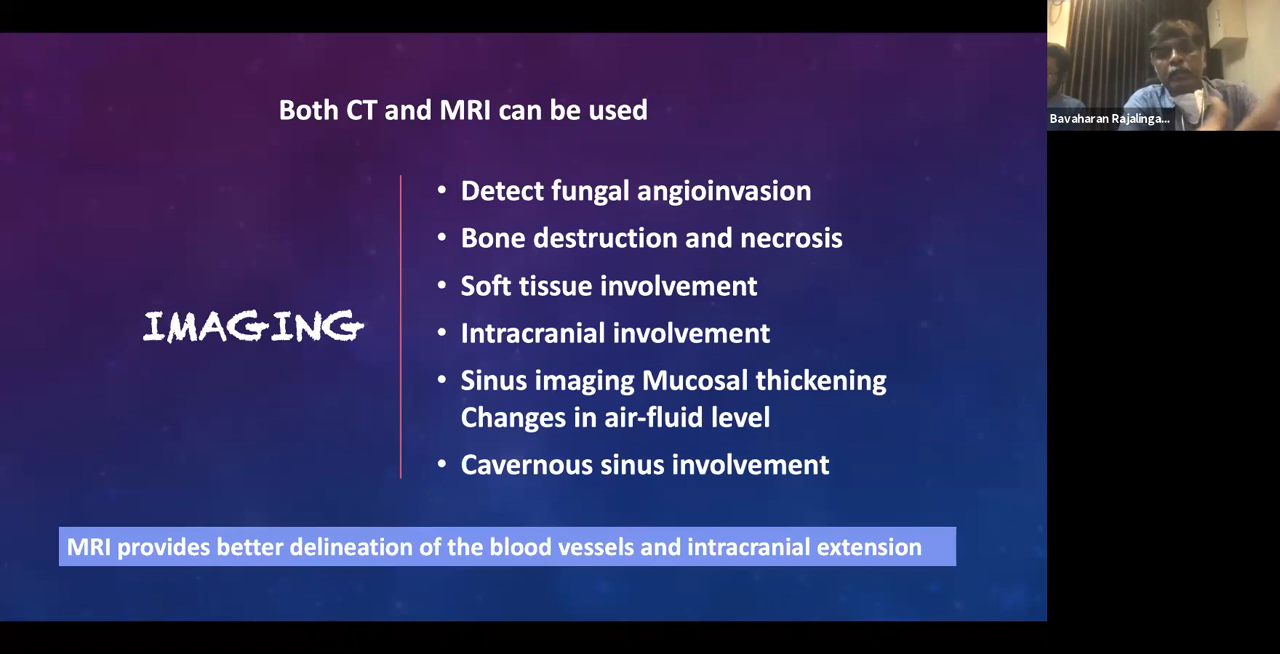 Both CT and MRI can be used
IMAGING
• Detect fungal angioinvasion
• Bone destruction and necrosis
• Soft tissue involvement
• Intracranial involvement
• Sinus imaging Mucosal thickening
Changes in air-fluid level
• Cavernous sinus involvement
MRI provides better delineation of the blood vessels and intracranial extension
Bavaharan Rajalinga...